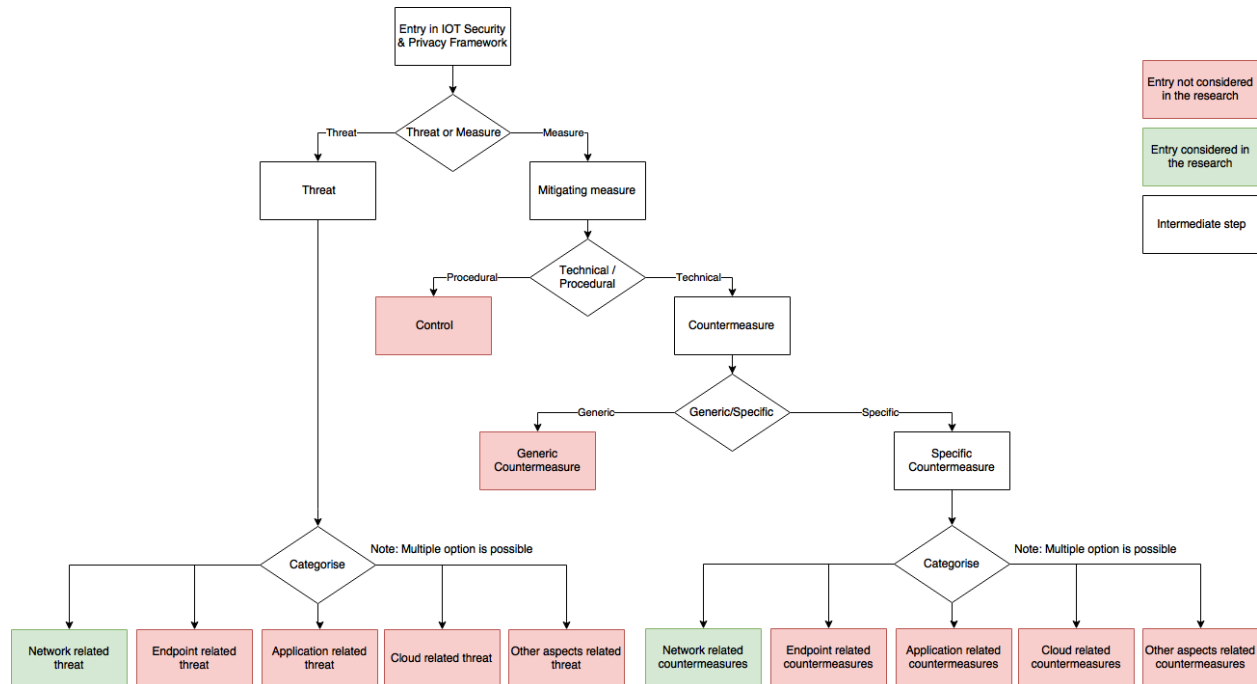 Entry in IOT Security
& Privacy Framework
Entry not considered
in the research
Threat
Threat or Measure
Measure
Entry considered in
the research
Threat
Mitigating measure
Intermediate step
Procedural
Technical /
Procedural
Technical
Control
Countermeasure
Generic
Generic/Specific
Specific
Generic
Countermeasure
Specific
Countermeasure
Note: Multiple option is possible
Categorise
Note: Multiple option is possible
Categorise
Network related
threat
Endpoint related
threat
Application related
threat
Cloud related threat
Other aspects related
threat
Network related
countermeasures
Endpoint related
countermeasures
Application related
countermeasures
Cloud related
countermeasures
Other aspects related
countermeasures